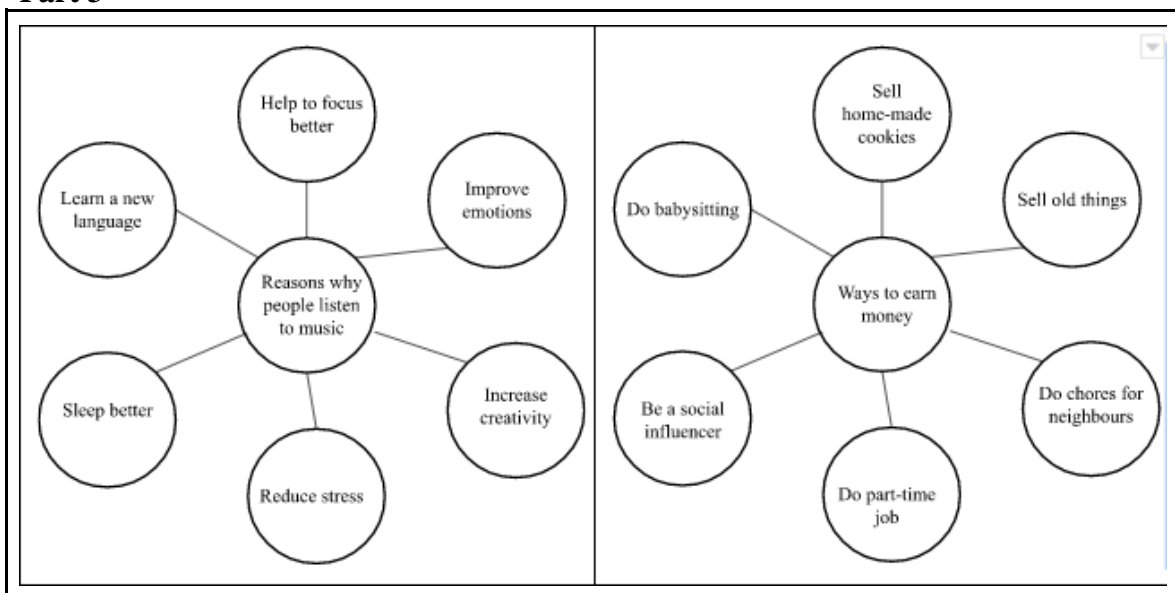 Help to focus
better
Improve
emotions
Learn a new
language
Reasons why
people listen
to music
Increase
creativity
Sleep better
Reduce stress
Sell
home-made
cookies
Sell old things
Do babysitting
Ways to earn
money
Do chores for
neighbours
Be a social
influencer
Do part-time
job